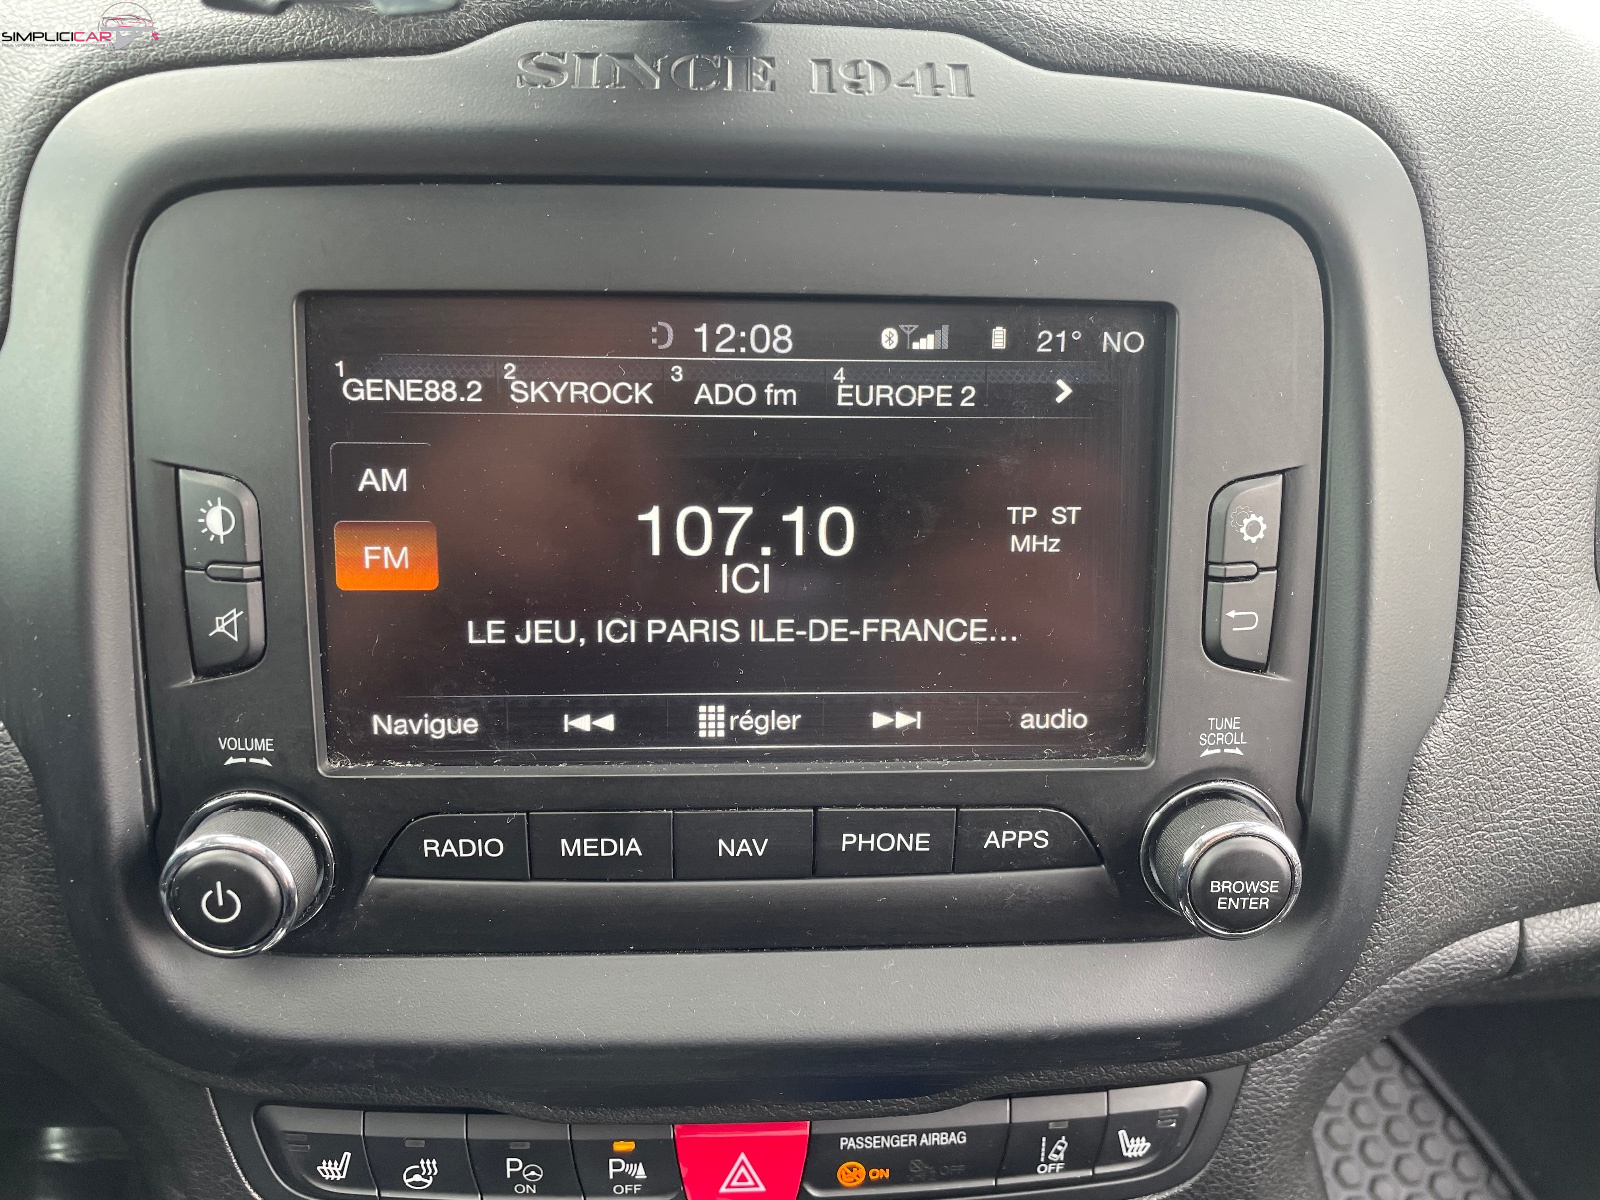 SIMPLICICAR
SINCE 1941
12:08 21° NO
1 GENE88.2 2 SKYROCK 3 ADO fm 4 EUROPE 2
AM
FM
107.10
TP ST
MHz
ICI
LE JEU, ICI PARIS ILE-DE-FRANCE...
Navigue régler audio
VOLUME
TUNE
SCROLL
RADIO MEDIA NAV PHONE APPS
BROWSE
ENTER
PASSENGER AIRBAG
ON OFF
P ON
P OFF
OFF